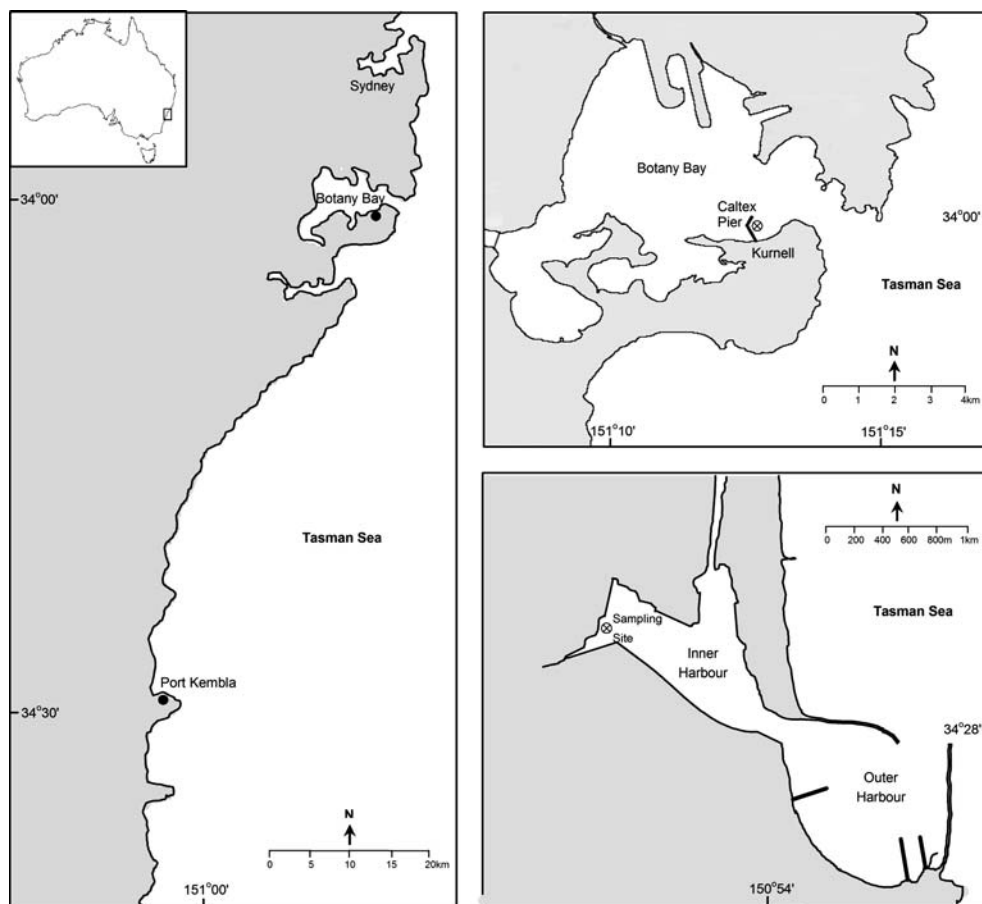 Sydney
34°00'
Botany Bay
Tasman Sea
Port Kembla
34°30'
N
0 5 10 15 20km
151°00'
Botany Bay
Caltex
Pier
34°00'
Kurnell
Tasman Sea
N
0 1 2 3 4km
151°10'
151°15'
N
0 200 400 600 800m 1km
Tasman Sea
Sampling
Site
Inner
Harbour
34°28'
Outer
Harbour
150°54'